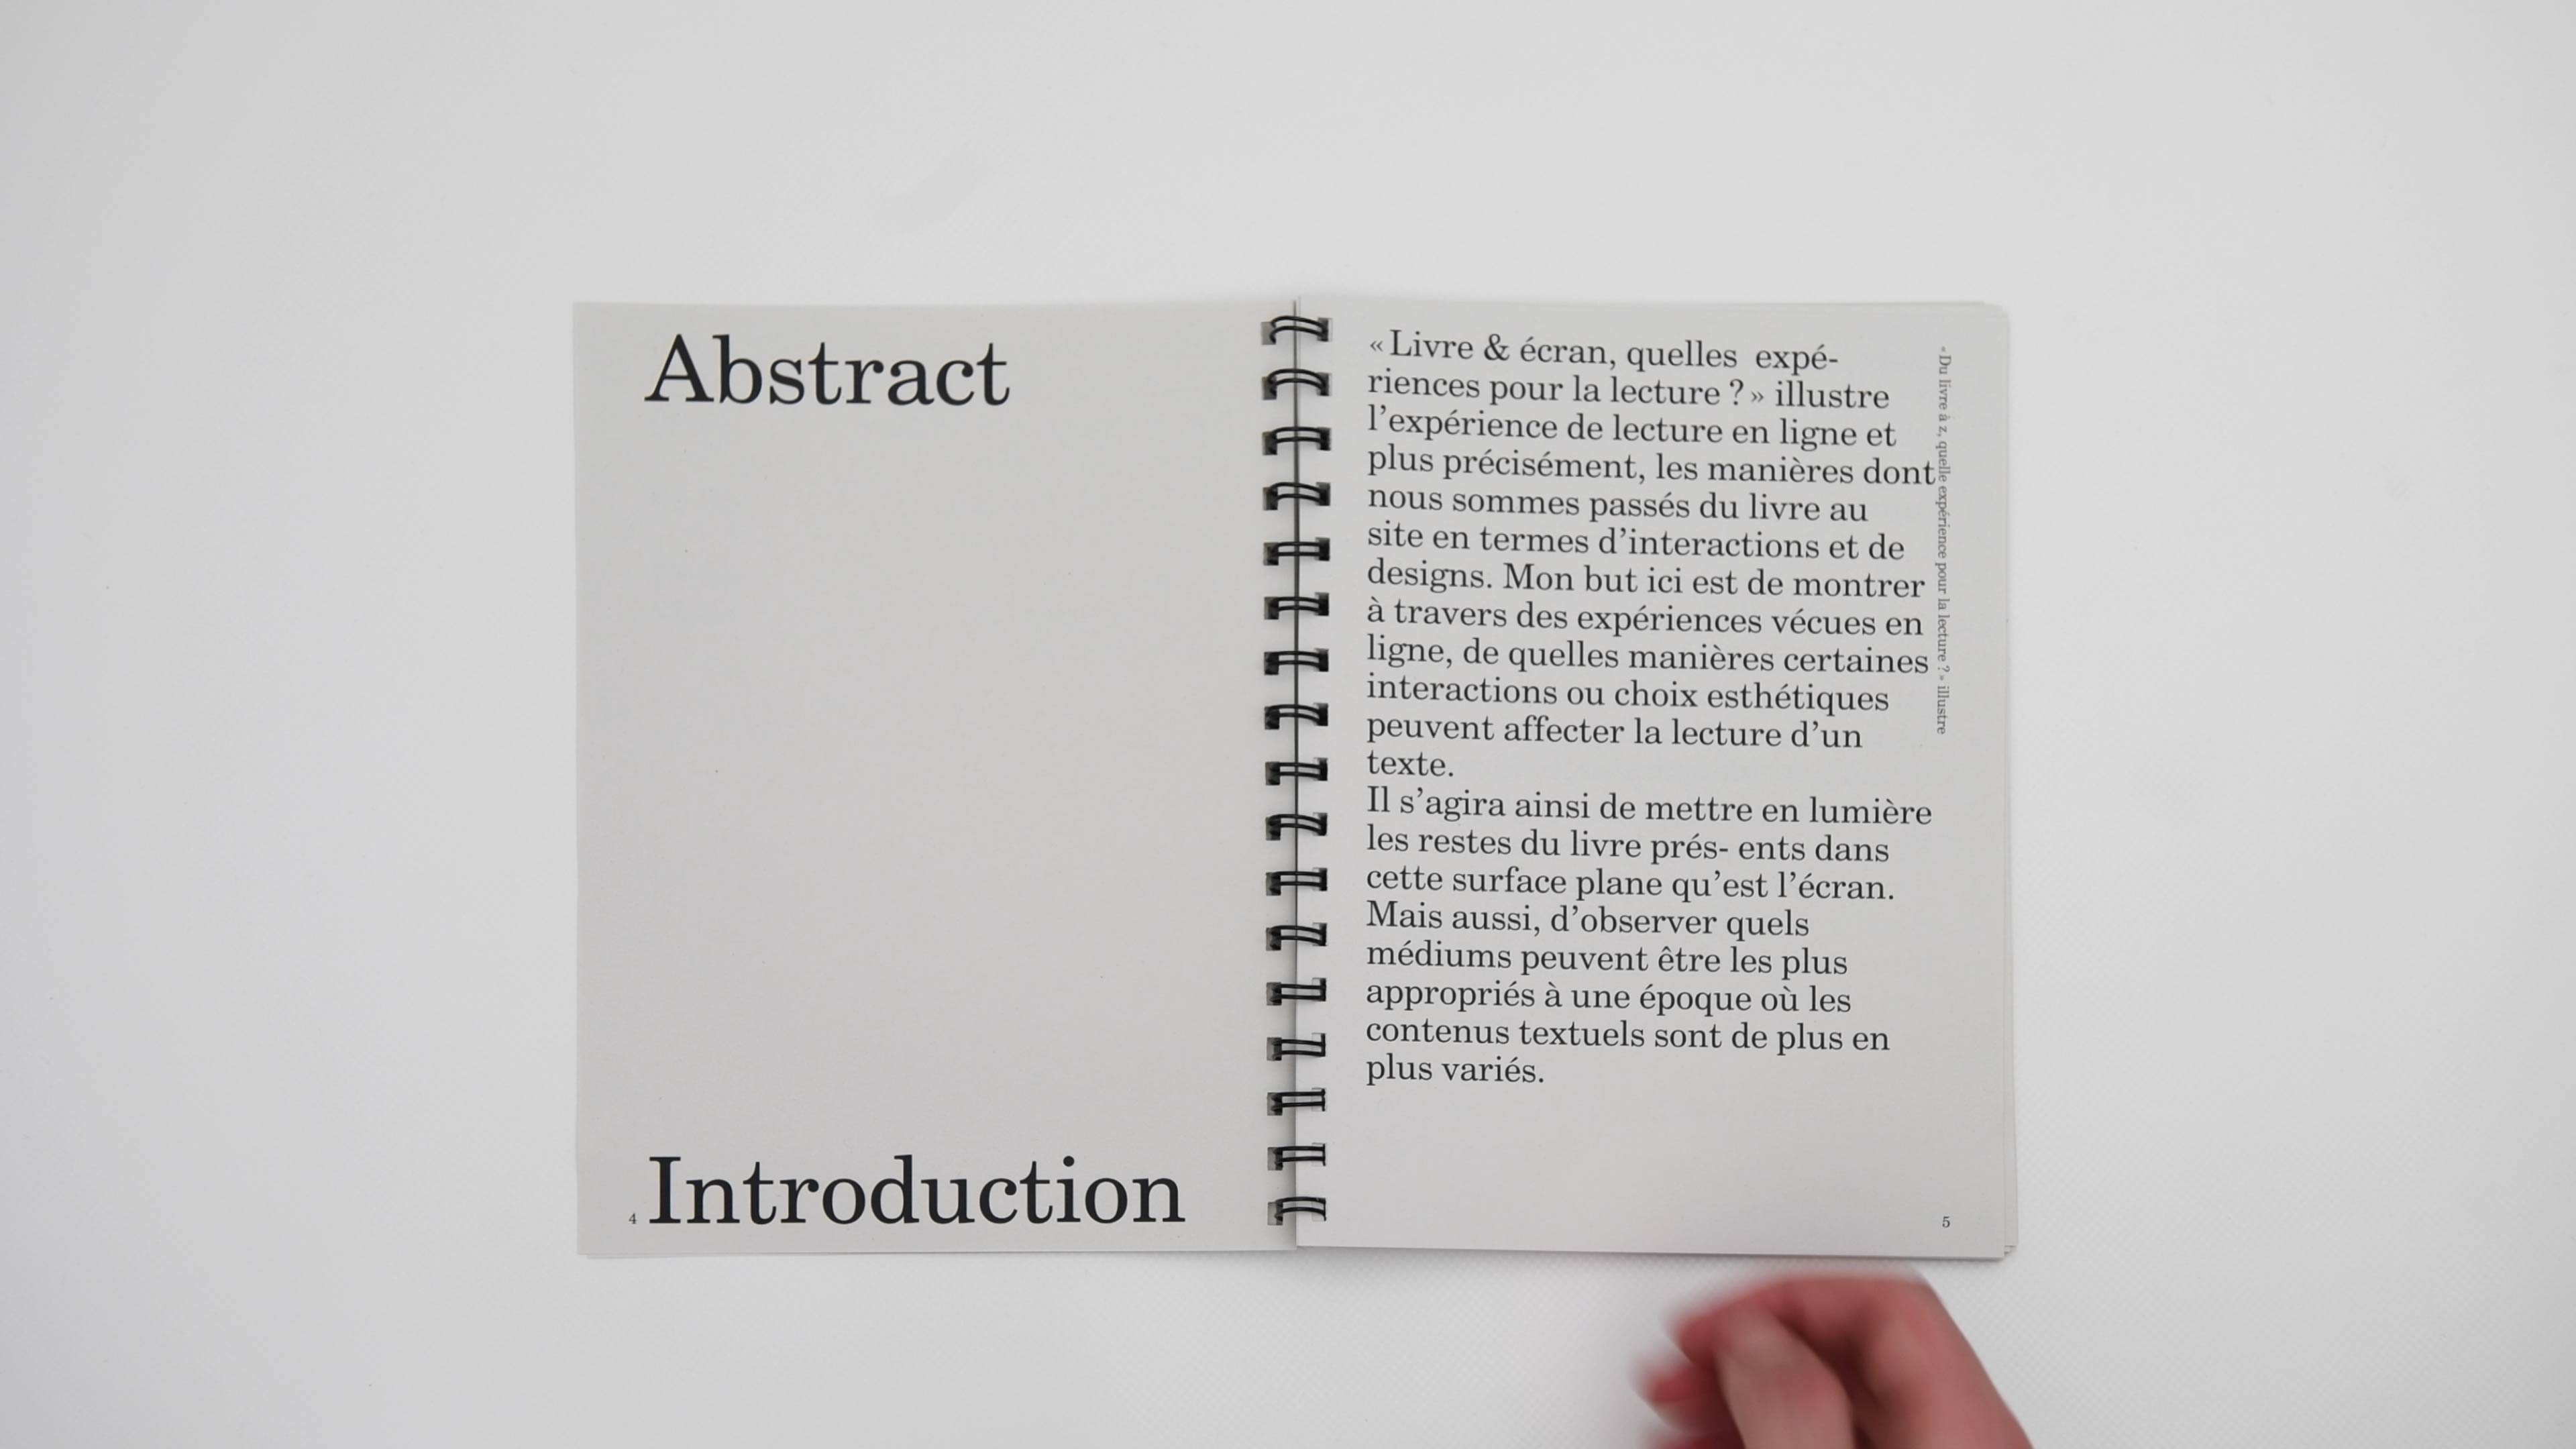 Abstract
4
Introduction
« Livre & écran, quelles  expé-
riences pour la lecture ? » illustre
l’expérience de lecture en ligne et
plus précisément, les manières dont
nous sommes passés du livre au
site en termes d’interactions et de
designs. Mon but ici est de montrer
à travers des expériences vécues en
ligne, de quelles manières certaines
interactions ou choix esthétiques
peuvent affecter la lecture d’un
texte.
Il s’agira ainsi de mettre en lumière
les restes du livre prés- ents dans
cette surface plane qu’est l’écran.
Mais aussi, d’observer quels
médiums peuvent être les plus
appropriés à une époque où les
contenus textuels sont de plus en
plus variés.
« Du livre à z, quelle expérience pour la lecture ? » illustre
5